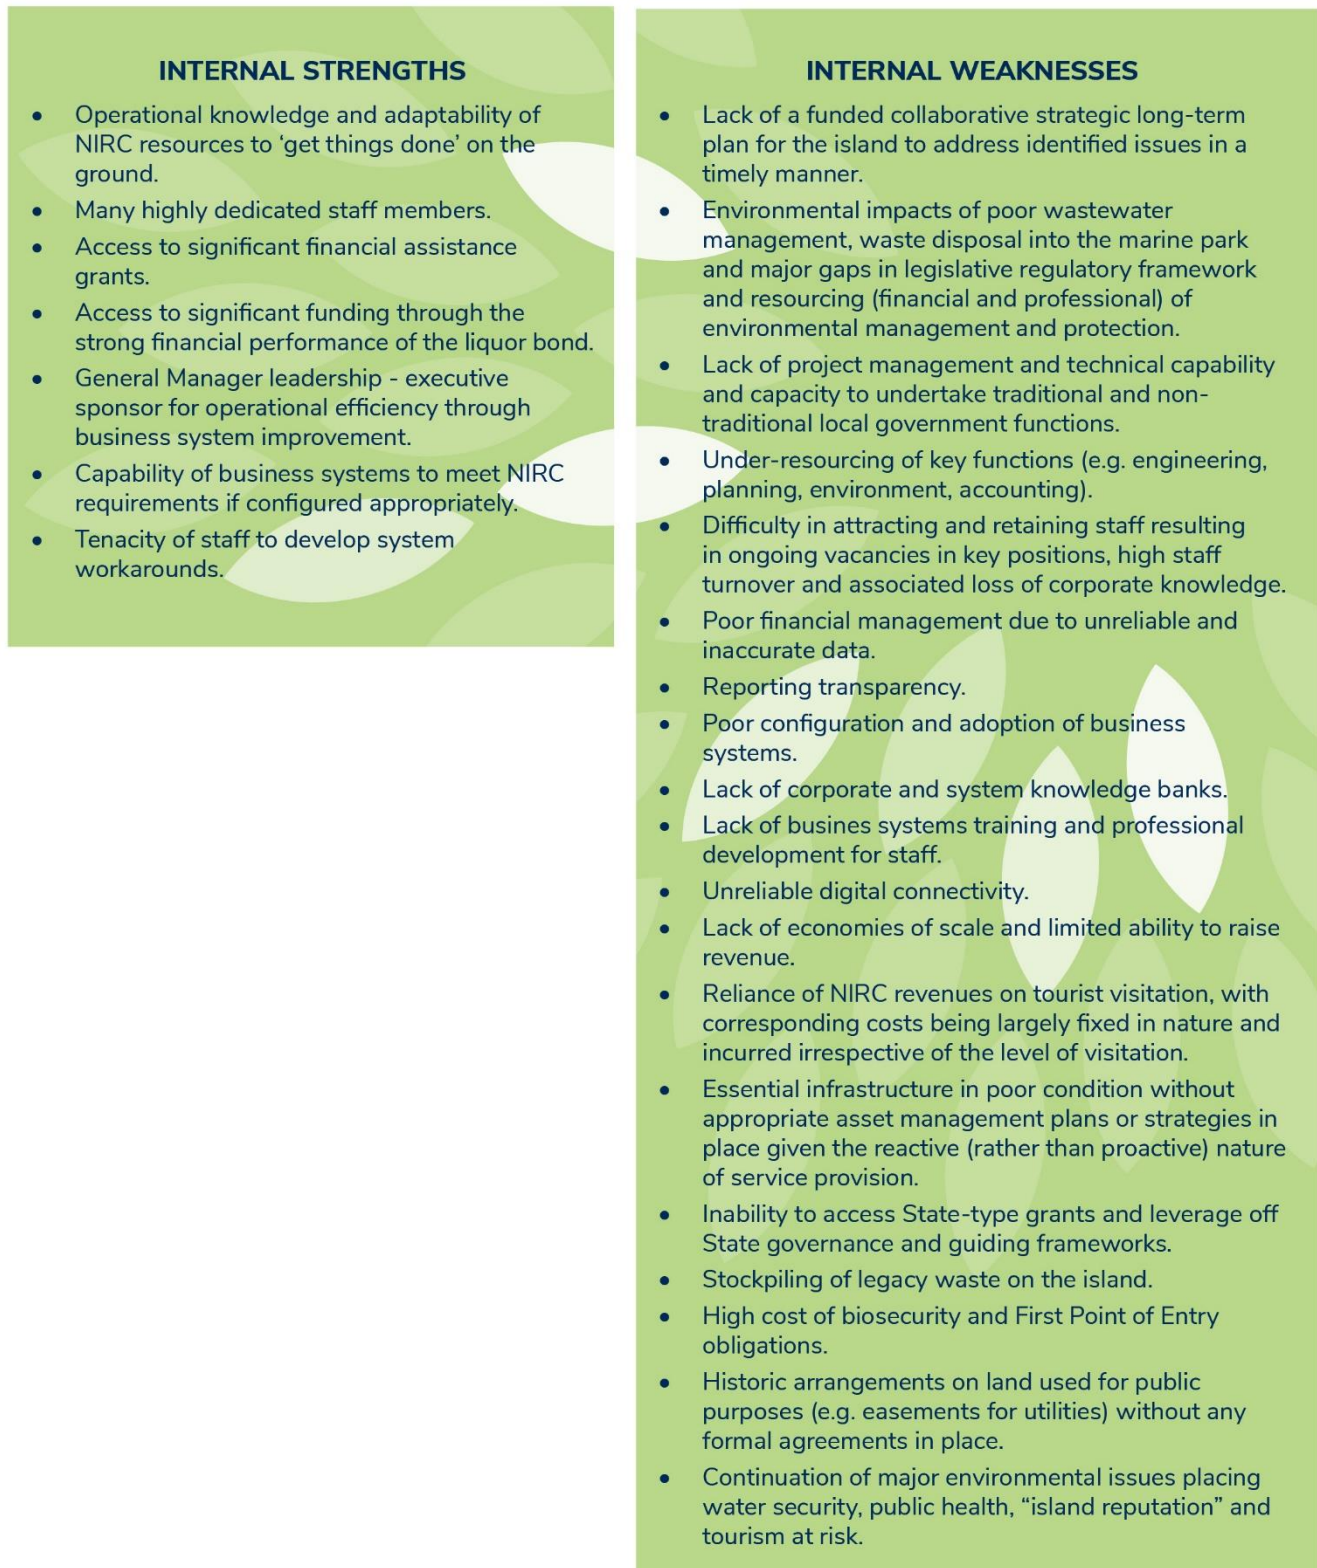 INTERNAL STRENGTHS
• Operational knowledge and adaptability of
NIRC resources to ‘get things done’ on the
ground.
• Many highly dedicated staff members.
• Access to significant financial assistance
grants.
• Access to significant funding through the
strong financial performance of the liquor bond.
• General Manager leadership - executive
sponsor for operational efficiency through
business system improvement.
• Capability of business systems to meet NIRC
requirements if configured appropriately.
• Tenacity of staff to develop system
workarounds.
INTERNAL WEAKNESSES
• Lack of a funded collaborative strategic long-term
plan for the island to address identified issues in a
timely manner.
• Environmental impacts of poor wastewater
management, waste disposal into the marine park
and major gaps in legislative regulatory framework
and resourcing (financial and professional) of
environmental management and protection.
• Lack of project management and technical capability
and capacity to undertake traditional and non-
traditional local government functions.
• Under-resourcing of key functions (e.g. engineering,
planning, environment, accounting).
• Difficulty in attracting and retaining staff resulting
in ongoing vacancies in key positions, high staff
turnover and associated loss of corporate knowledge.
• Poor financial management due to unreliable and
inaccurate data.
• Reporting transparency.
• Poor configuration and adoption of business
systems.
• Lack of corporate and system knowledge banks.
• Lack of busines systems training and professional
development for staff.
• Unreliable digital connectivity.
• Lack of economies of scale and limited ability to raise
revenue.
• Reliance of NIRC revenues on tourist visitation, with
corresponding costs being largely fixed in nature and
incurred irrespective of the level of visitation.
• Essential infrastructure in poor condition without
appropriate asset management plans or strategies in
place given the reactive (rather than proactive) nature
of service provision.
• Inability to access State-type grants and leverage off
State governance and guiding frameworks.
• Stockpiling of legacy waste on the island.
• High cost of biosecurity and First Point of Entry
obligations.
• Historic arrangements on land used for public
purposes (e.g. easements for utilities) without any
formal agreements in place.
• Continuation of major environmental issues placing
water security, public health, “island reputation” and
tourism at risk.